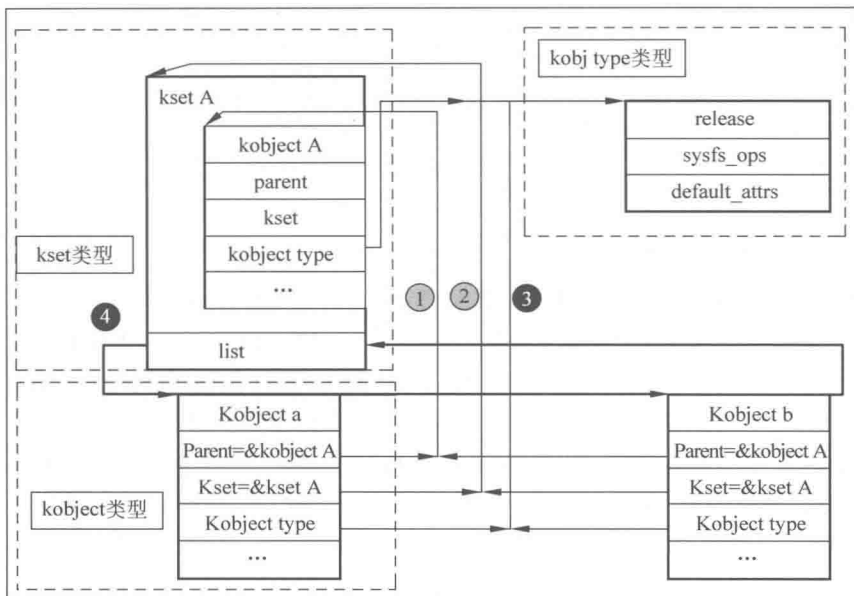 kobj type类型
kset A
release
kobject A
sysfs_ops
parent
default_attrs
kset
kset类型
kobject type
...
1
2
3
4
list
Kobject a
Kobject b
Parent=&kobject A
Parent=&kobject A
Kset=&kset A
Kset=&kset A
kobject类型
Kobject type
Kobject type
...
...